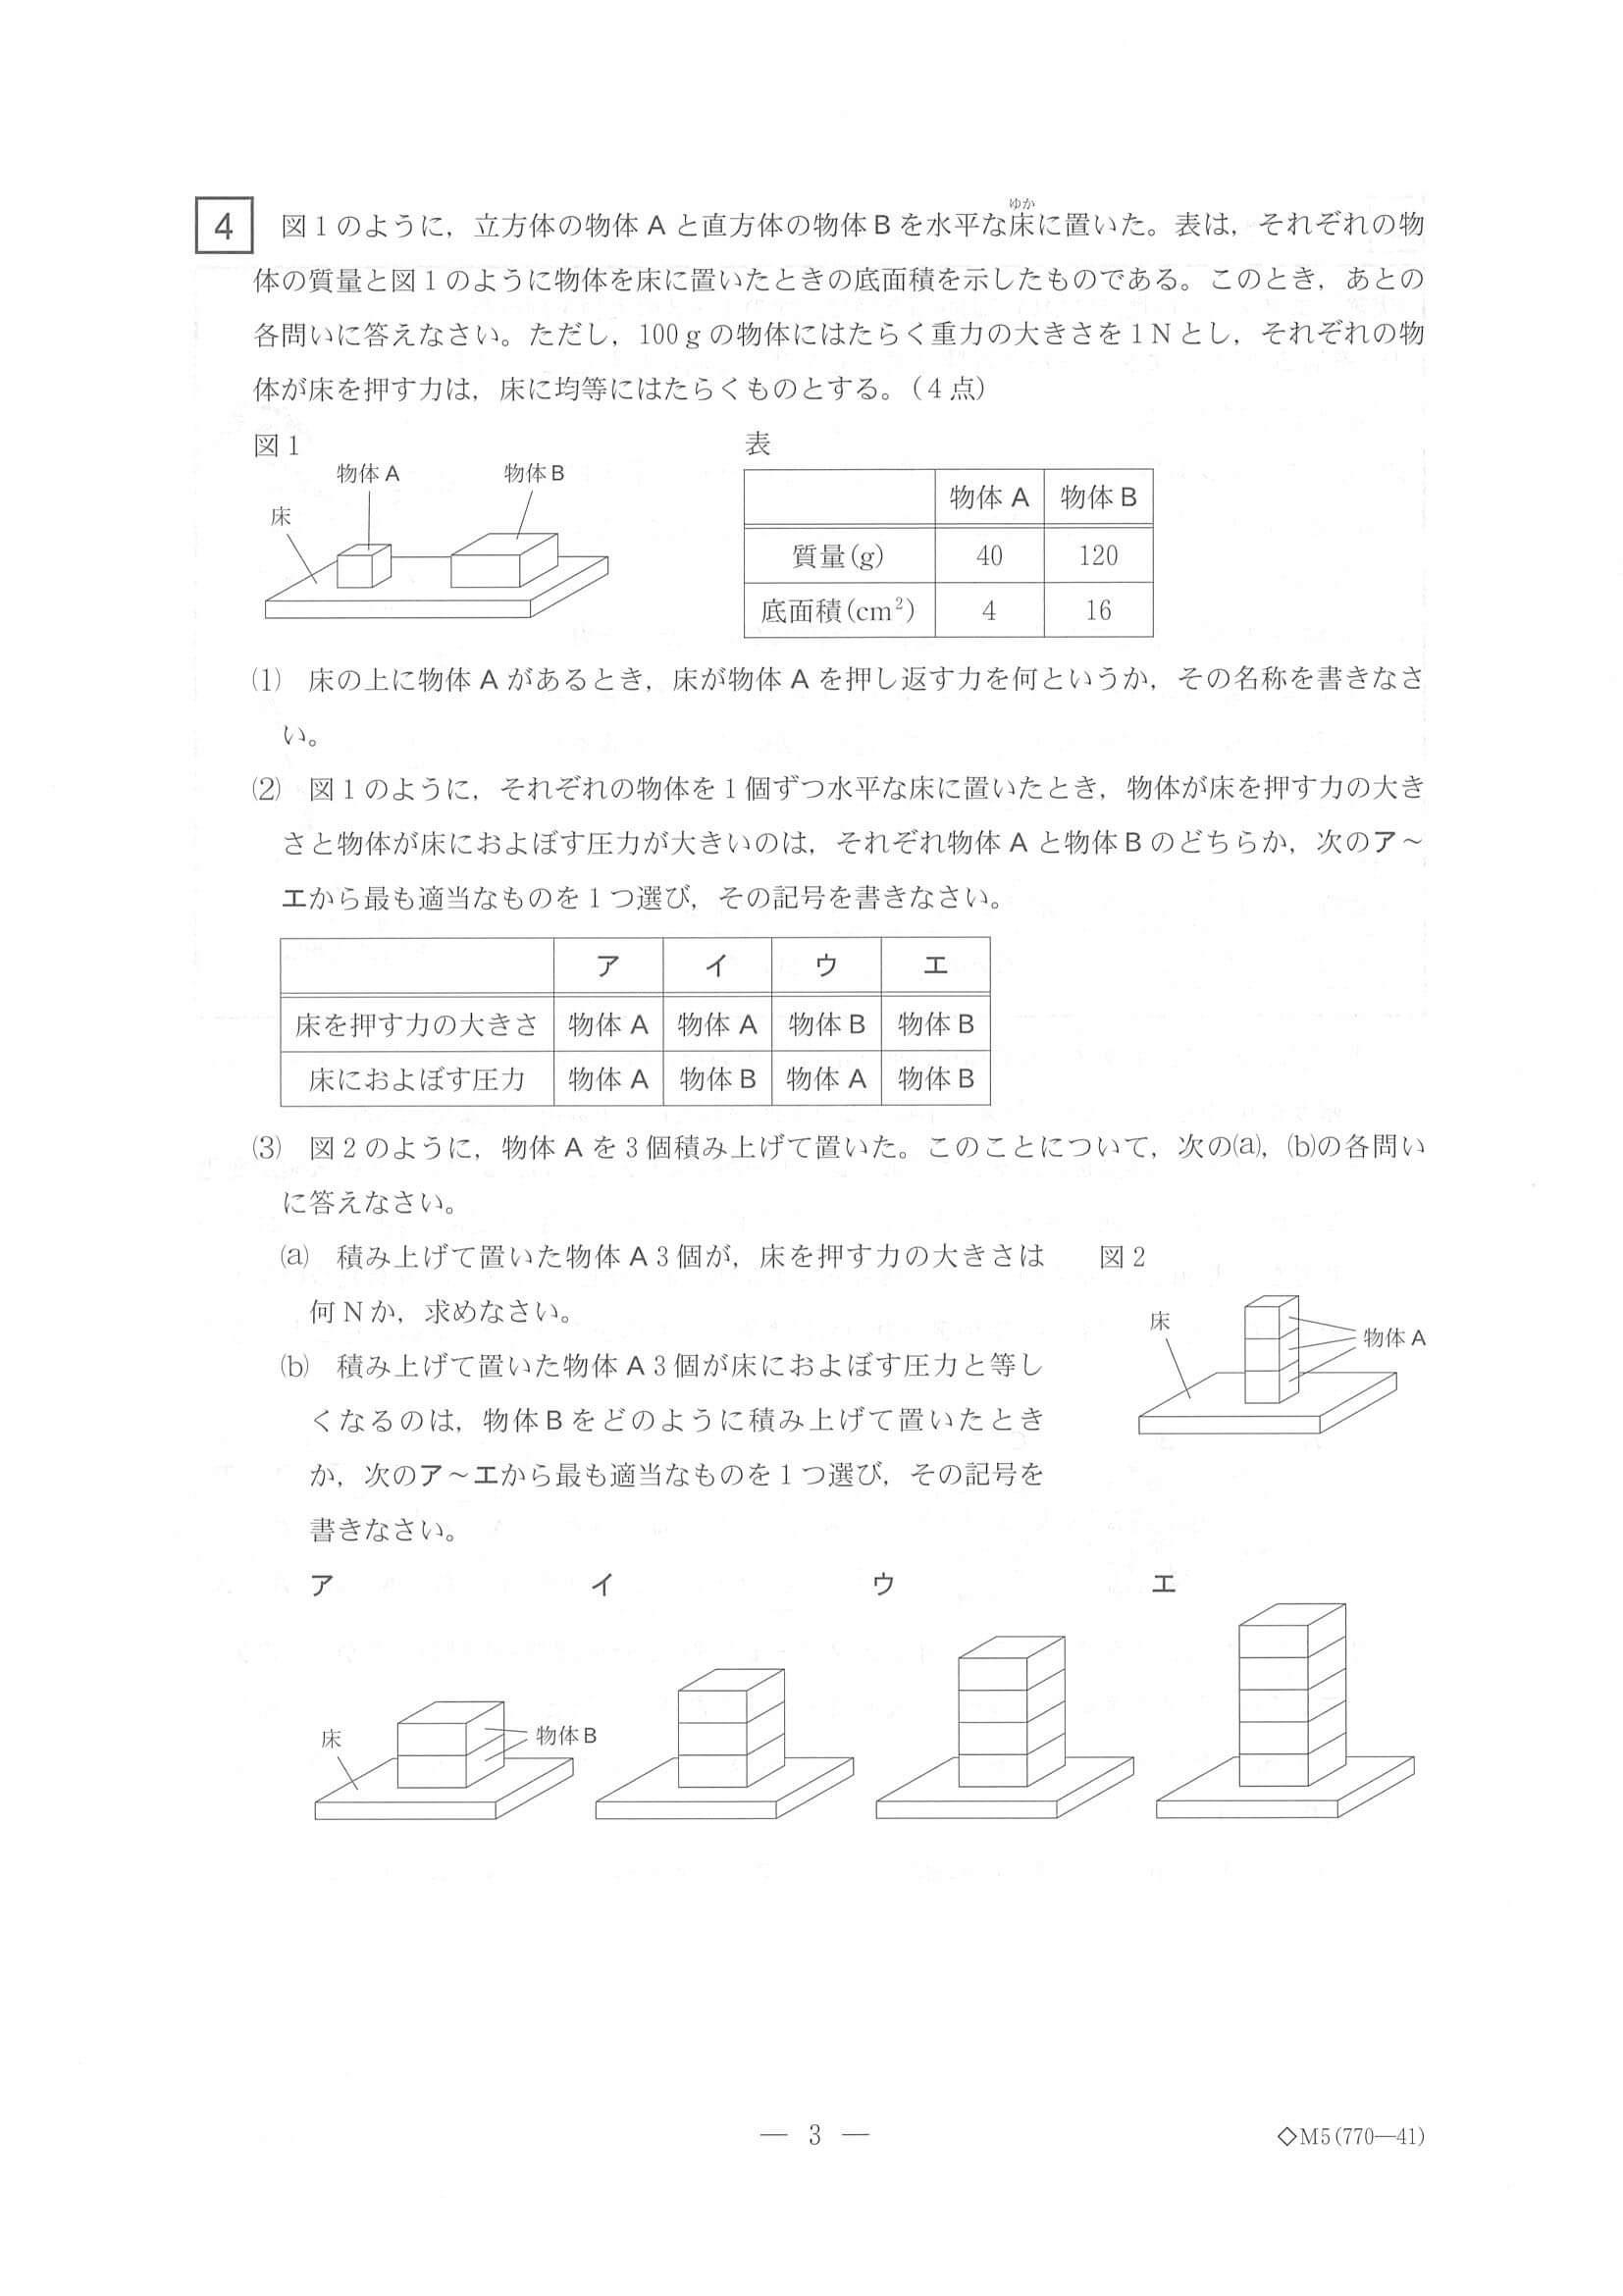 4 図1のように，立方体の物体Aと直方体の物体Bを水平な床に置いた。表は，それぞれの物
ゆか
体の質量と図1のように物体を床に置いたときの底面積を示したものである。このとき，あとの
各問いに答えなさい。ただし，100gの物体にはたらく重力の大きさを1Nとし，それぞれの物
体が床を押す力は，床に均等にはたらくものとする。（4点）
図1
物体A
物体B
床
表
物体A 物体B
質量(g) 40 120
底面積(cm²) 4 16
⑴ 床の上に物体Aがあるとき，床が物体Aを押し返す力を何というか，その名称を書きなさ
い。
⑵ 図1のように，それぞれの物体を1個ずつ水平な床に置いたとき，物体が床を押す力の大き
さと物体が床におよぼす圧力が大きいのは，それぞれ物体Aと物体Bのどちらか，次のア～
エから最も適当なものを1つ選び，その記号を書きなさい。
ア イ ウ エ
床を押す力の大きさ 物体A 物体A 物体B 物体B
床におよぼす圧力 物体A 物体B 物体A 物体B
⑶ 図2のように，物体Aを3個積み上げて置いた。このことについて，次の⒜，⒝の各問い
に答えなさい。
⒜ 積み上げて置いた物体A3個が，床を押す力の大きさは
何Nか，求めなさい。
⒝ 積み上げて置いた物体A3個が床におよぼす圧力と等し
くなるのは，物体Bをどのように積み上げて置いたとき
か，次のア～エから最も適当なものを1つ選び，その記号を
書きなさい。
図2
床
物体A
ア イ ウ エ
床
物体B
— 3 —
◇M5(770—41)